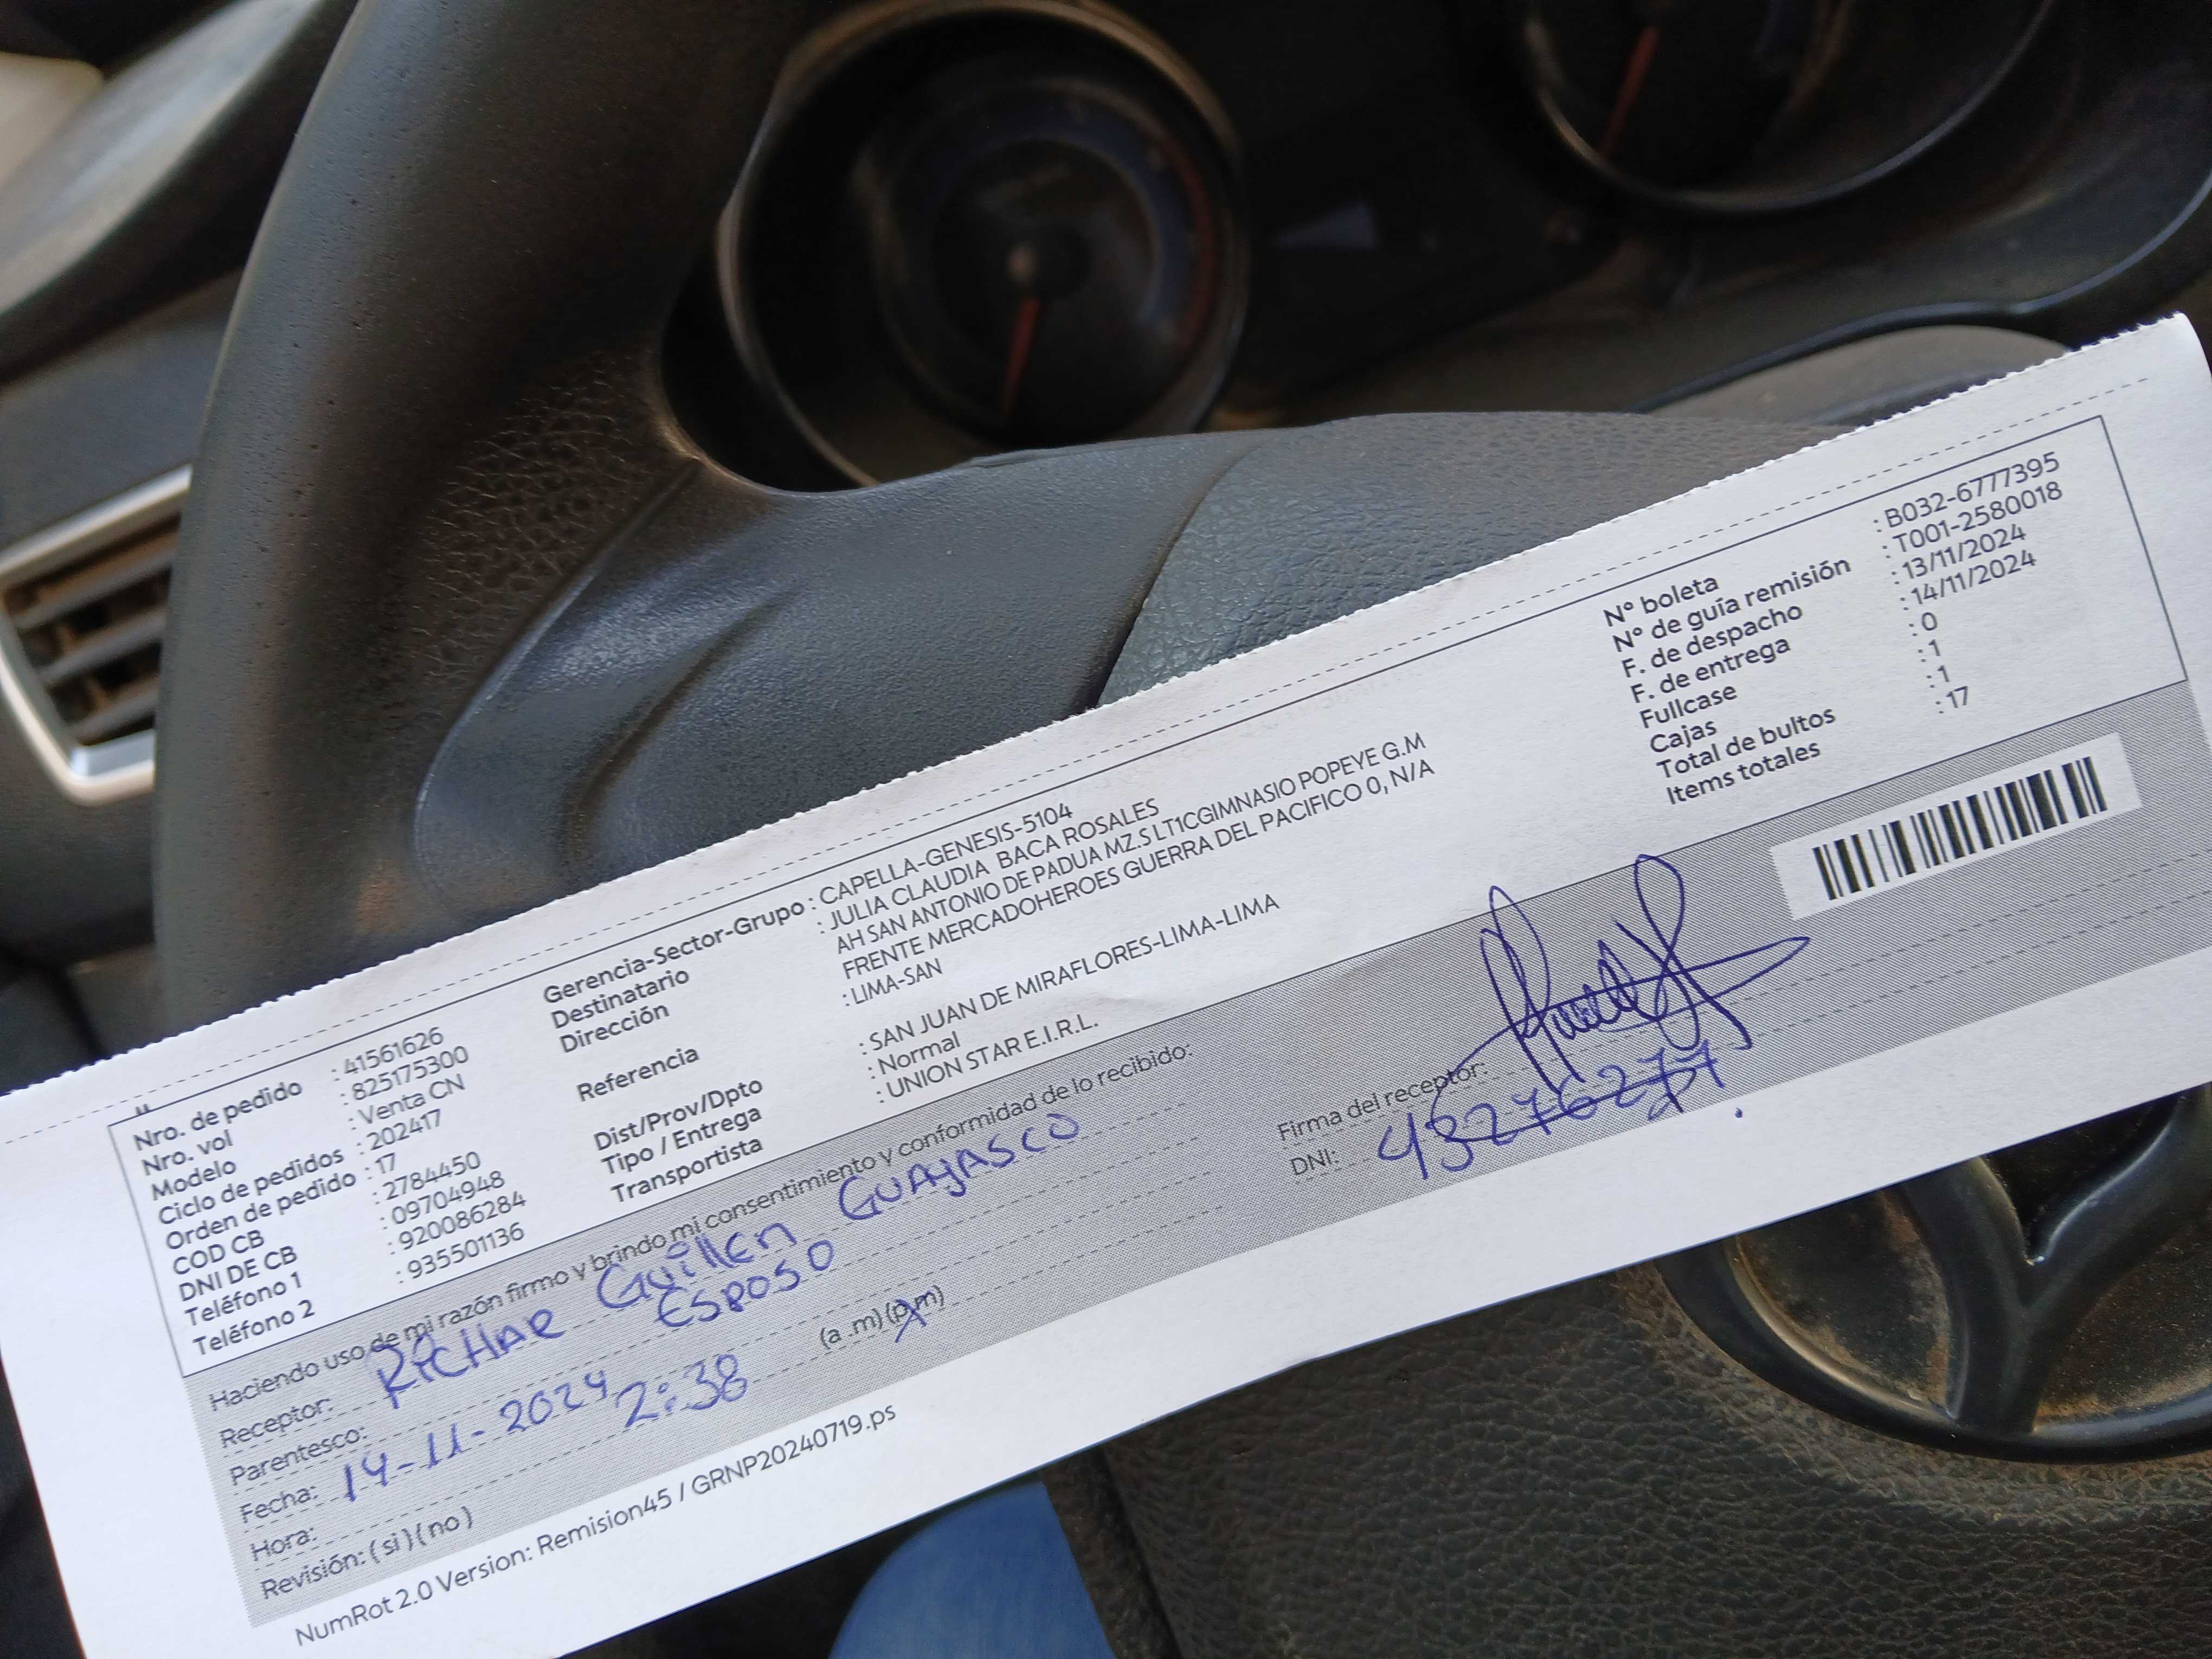 Nro. de pedido : 41561626
Nro. vol : 825175300
Modelo : Venta CN
Ciclo de pedidos : 202417
Orden de pedido : 17
COD CB : 2784450
DNI DE CB : 09704948
Teléfono 1 : 920086284
Teléfono 2 : 935501136
Gerencia-Sector-Grupo : CAPELLA-GENESIS-5104
Destinatario : JULIA CLAUDIA BACA ROSALES
Dirección AH SAN ANTONIO DE PADUA MZ.S LT1CGIMNASIO POPEYE G.M
FRENTE MERCADOHEROES GUERRA DEL PACIFICO 0, N/A
Referencia : LIMA-SAN
Dist/Prov/Dpto : SAN JUAN DE MIRAFLORES-LIMA-LIMA
Tipo / Entrega : Normal
Transportista : UNION STAR E.I.R.L.
N° boleta : B032-6777395
N° de guía remisión : T001-2580018
F. de despacho : 13/11/2024
F. de entrega : 14/11/2024
Fullcase : 0
Cajas : 1
Total de bultos : 1
Items totales : 17
Haciendo uso de mi razón firmo y brindo mi consentimiento y conformidad de lo recibido:
Receptor: RICHAR Guillen GUAJASCO
Parentesco: ESPOSO
Fecha: 14-11-2024
Hora: 2:38 (a .m) (p.m)
Revisión: (si) (no)
Firma del receptor:
DNI: 43276277
NumRot 2.0 Version: Remision45 / GRNP20240719.ps